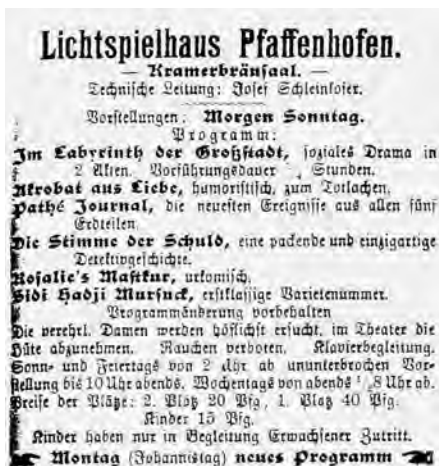 Lichtspielhaus Pfaffenhofen.
— Kramerbräusaal. —
Technische Leitung: Josef Schleinkofer.
Vorstellungen: Morgen Sonntag.
Programm:
Im Labyrinth der Großstadt, soziales Drama in
2 Akten. Vorführungsdauer Stunden.
Akrobat aus Liebe, humoristisch, zum Totlachen.
Pathé Journal, die neuesten Ereignisse aus allen fünf
Erdteilen.
Die Stimme der Schuld, eine packende und einzigartige
Detektivgeschichte.
Rosalie's Mastkur, urkomisch.
Sidi Hadji Mursuck, erstklassige Varietenummer.
Programmänderung vorbehalten
Die verehrl. Damen werden höflichst ersucht, im Theater die
Hüte abzunehmen. Rauchen verboten. Klavierbegleitung.
Sonn- und Feiertags von 2 Uhr ab ununterbrochen Vor-
stellung bis 10 Uhr abends. Wochentags von abends 8 Uhr ab.
Preise der Plätze: 2. Platz 20 Pfg, 1. Platz 40 Pfg.
Kinder 15 Pfg.
Kinder haben nur in Begleitung Erwachsener Zutritt.
Montag (Johannistag) neues Programm